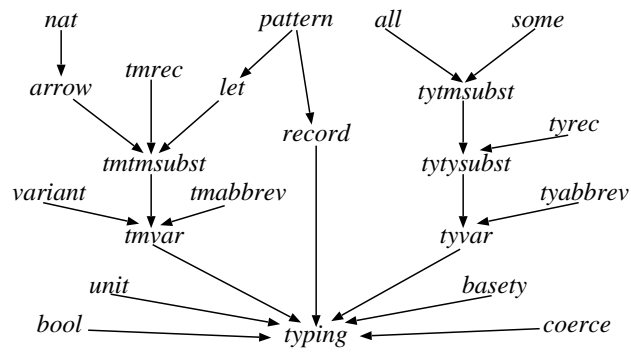 nat pattern all some
tmrec
arrow let tytmsubst
record tyrec
tmtmsubst tytysubst
variant tmabbrev tyabbrev
tmvar tyvar
unit basety
bool typing coerce